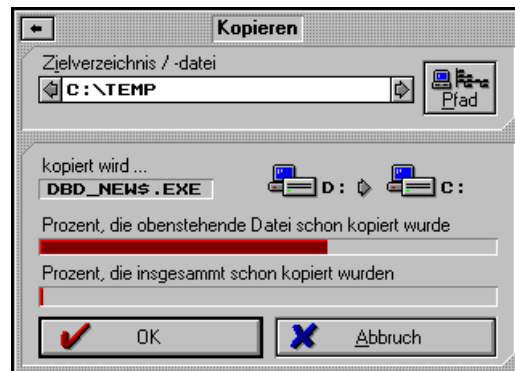 Kopieren
Zielverzeichnis / -datei
C:\TEMP
Pfad
kopiert wird ...
DBD_NEW$.EXE
D: C:
Prozent, die obenstehende Datei schon kopiert wurde
Prozent, die insgesammt schon kopiert wurden
OK Abbruch